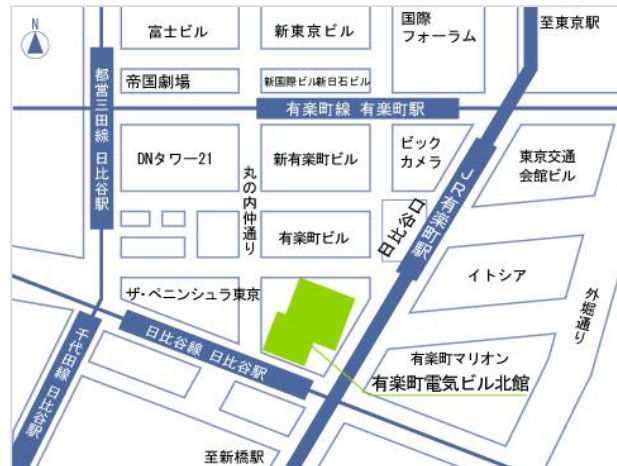 N
富士ビル
新東京ビル
国際
フォーラム
至東京駅
帝国劇場
新国際ビル新日石ビル
都営三田線 日比谷駅
有楽町線 有楽町駅
DNタワー21
丸の内仲通り
新有楽町ビル
ビック
カメラ
JR有楽町駅
東京交通
会館ビル
日比谷口
有楽町ビル
イトシア
外堀通り
ザ・ペニンシュラ東京
日比谷線 日比谷駅
千代田線 日比谷駅
有楽町マリオン
有楽町電気ビル北館
至新橋駅